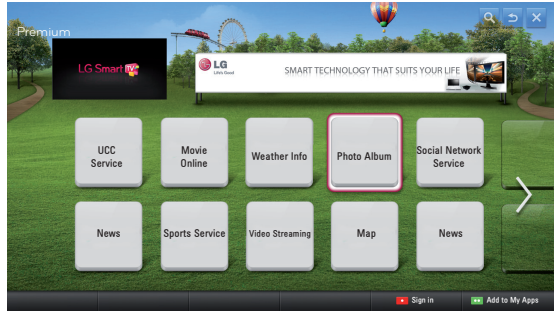 Premium
LG Smart TV
LG
Life's Good
SMART TECHNOLOGY THAT SUITS YOUR LIFE
UCC
Service
Movie
Online
Weather Info
Photo Album
Social Network
Service
News
Sports Service
Video Streaming
Map
News
Sign in
Add to My Apps